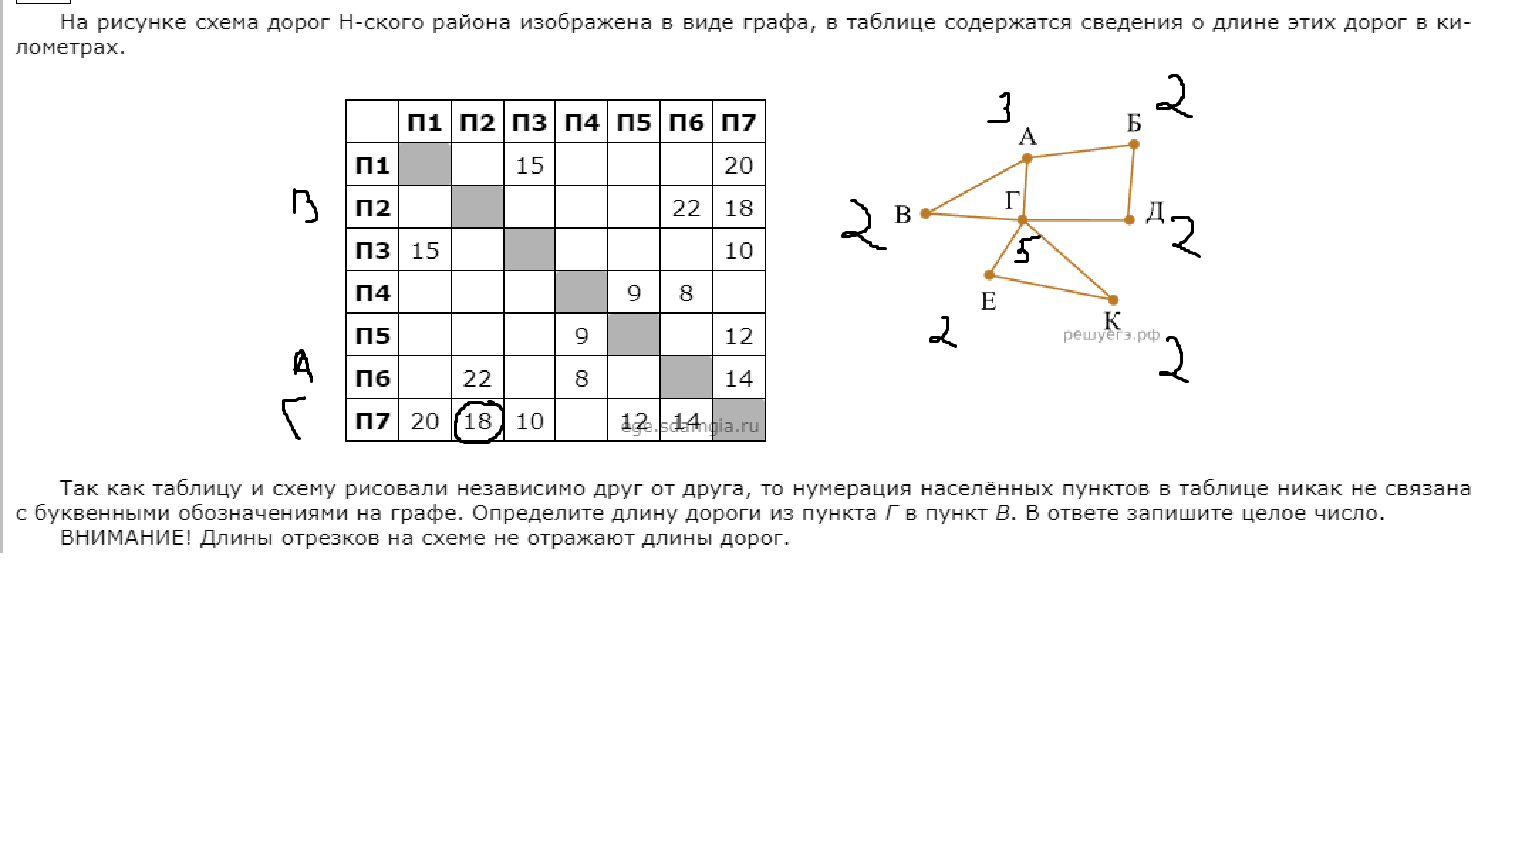 На рисунке схема дорог Н-ского района изображена в виде графа, в таблице содержатся сведения о длине этих дорог в ки-
лометрах.
П1 П2 П3 П4 П5 П6 П7
П1 15 20
В П2 22 18
П3 15 10
П4 9 8
П5 9 12
А П6 22 8 14
Г П7 20 18 10 12 14
ege.sdamgia.ru
3 2
А Б
2 В Г Д 2
5
Е К
решуегэ.рф
2 2
Так как таблицу и схему рисовали независимо друг от друга, то нумерация населённых пунктов в таблице никак не связана
с буквенными обозначениями на графе. Определите длину дороги из пункта Г в пункт В. В ответе запишите целое число.
ВНИМАНИЕ! Длины отрезков на схеме не отражают длины дорог.